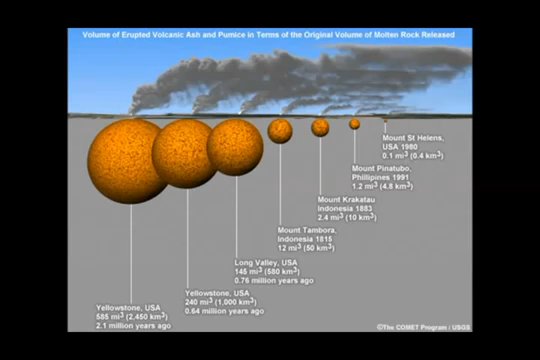 Volume of Erupted Volcanic Ash and Pumice in Terms of the Original Volume of Molten Rock Released
Mount St Helens,
USA 1980
0.1 mi3 (0.4 km3)
Mount Pinatubo,
Phillipines 1991
1.2 mi3 (4.8 km3)
Mount Krakatau
Indonesia 1883
2.4 mi3 (10 km3)
Mount Tambora,
Indonesia 1815
12 mi3 (50 km3)
Long Valley, USA
145 mi3 (580 km3)
0.76 million years ago
Yellowstone, USA
240 mi3 (1,000 km3)
0.64 million years ago
Yellowstone, USA
585 mi3 (2,450 km3)
2.1 million years ago
©The COMET Program / USGS